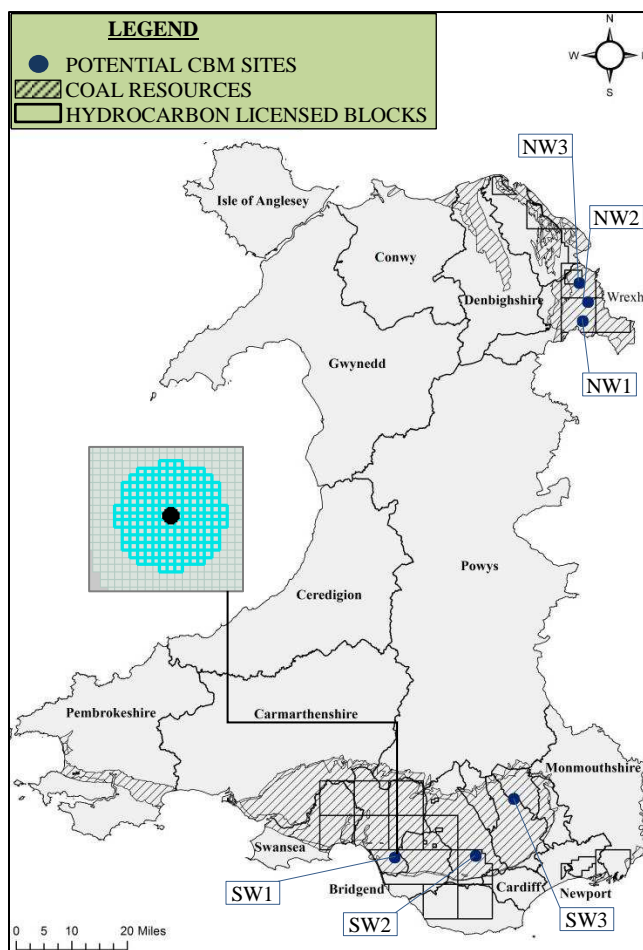 LEGEND
POTENTIAL CBM SITES
COAL RESOURCES
HYDROCARBON LICENSED BLOCKS
N
W
E
S
NW3
Isle of Anglesey
NW2
Conwy
Denbighshire
Wrexh
Gwynedd
NW1
Powys
Ceredigion
Pembrokeshire
Carmarthenshire
Monmouthshire
Swansea
Bridgend
Cardiff
Newport
SW1
SW2
SW3
0 5 10 20 Miles